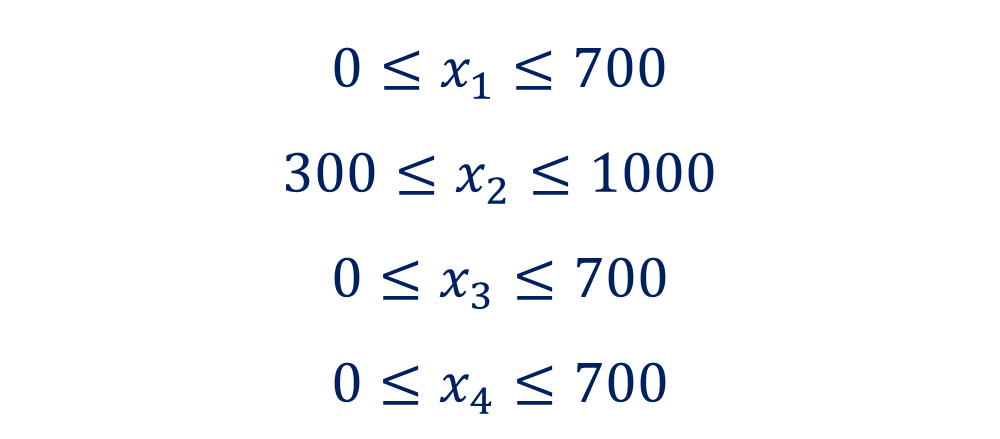 0 ≤ x₁ ≤ 700
300 ≤ x₂ ≤ 1000
0 ≤ x₃ ≤ 700
0 ≤ x₄ ≤ 700